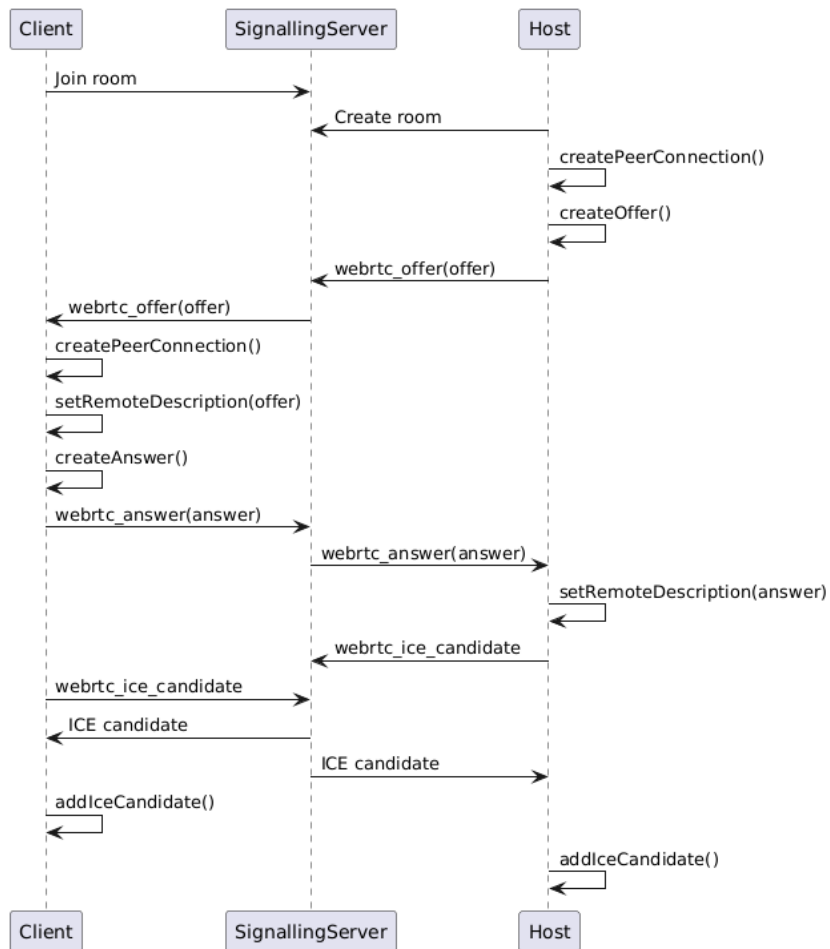 Client SignallingServer Host
Join room
Create room
createPeerConnection()
createOffer()
webrtc_offer(offer)
webrtc_offer(offer)
createPeerConnection()
setRemoteDescription(offer)
createAnswer()
webrtc_answer(answer)
webrtc_answer(answer)
setRemoteDescription(answer)
webrtc_ice_candidate
webrtc_ice_candidate
ICE candidate
ICE candidate
addIceCandidate()
addIceCandidate()
Client SignallingServer Host